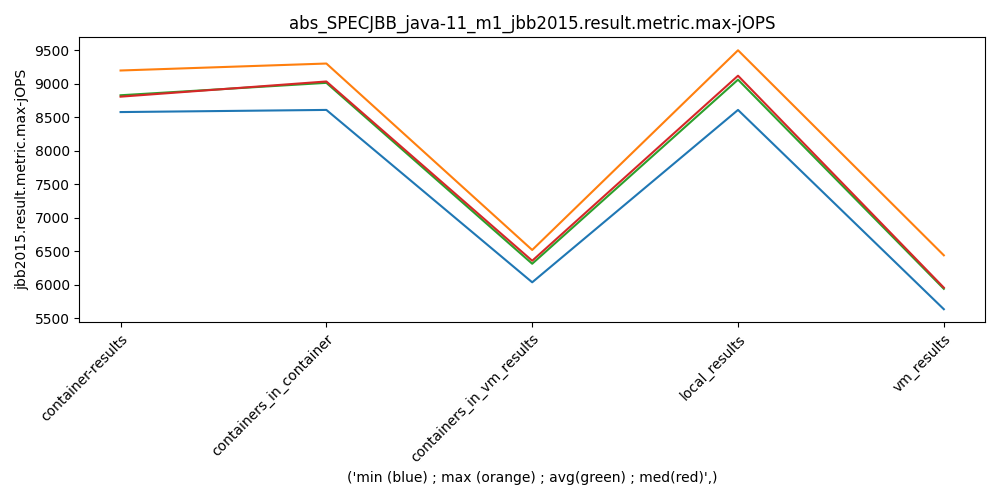 abs_SPECJBB_java-11_m1_jbb2015.result.metric.max-jOPS
jbb2015.result.metric.max-jOPS
9500
9000
8500
8000
7500
7000
6500
6000
5500
container-results
containers_in_container
containers_in_vm_results
local_results
vm_results
('min (blue) ; max (orange) ; avg(green) ; med(red)',)